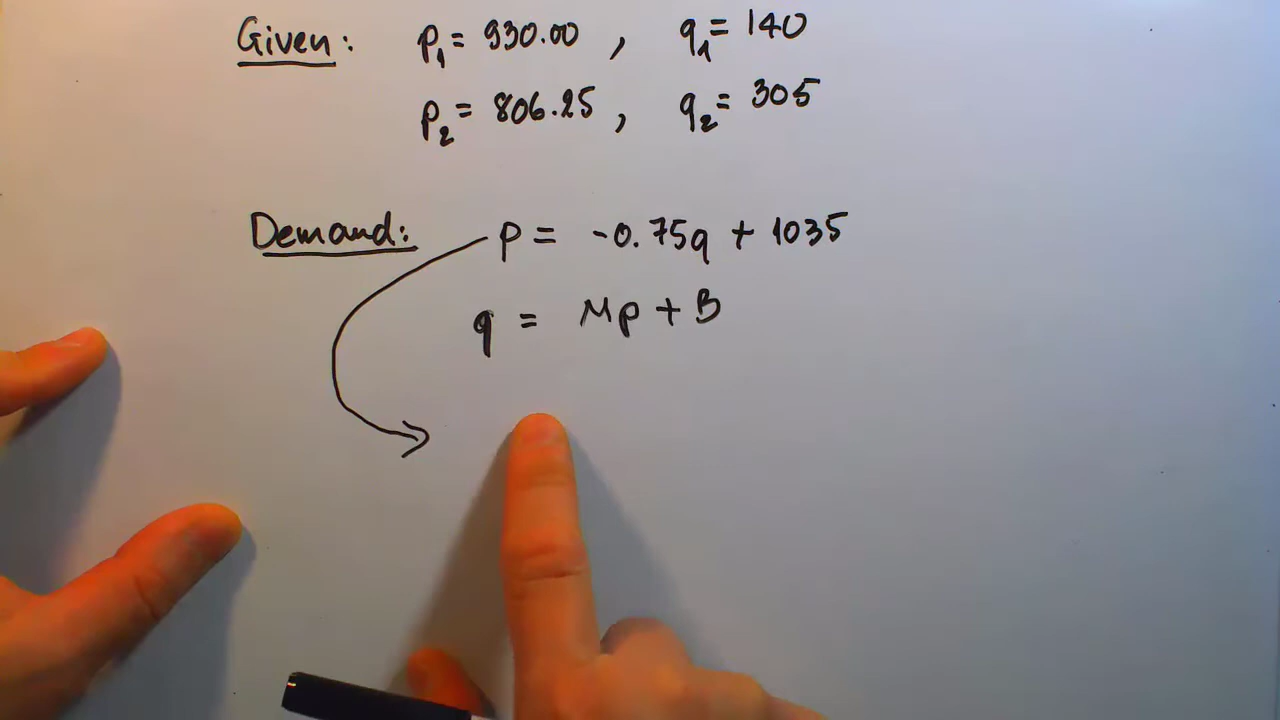 Given: p₁ = 930.00 , q₁ = 140
p₂ = 806.25 , q₂ = 305
Demand: p = -0.75q + 1035
q = Mp + B